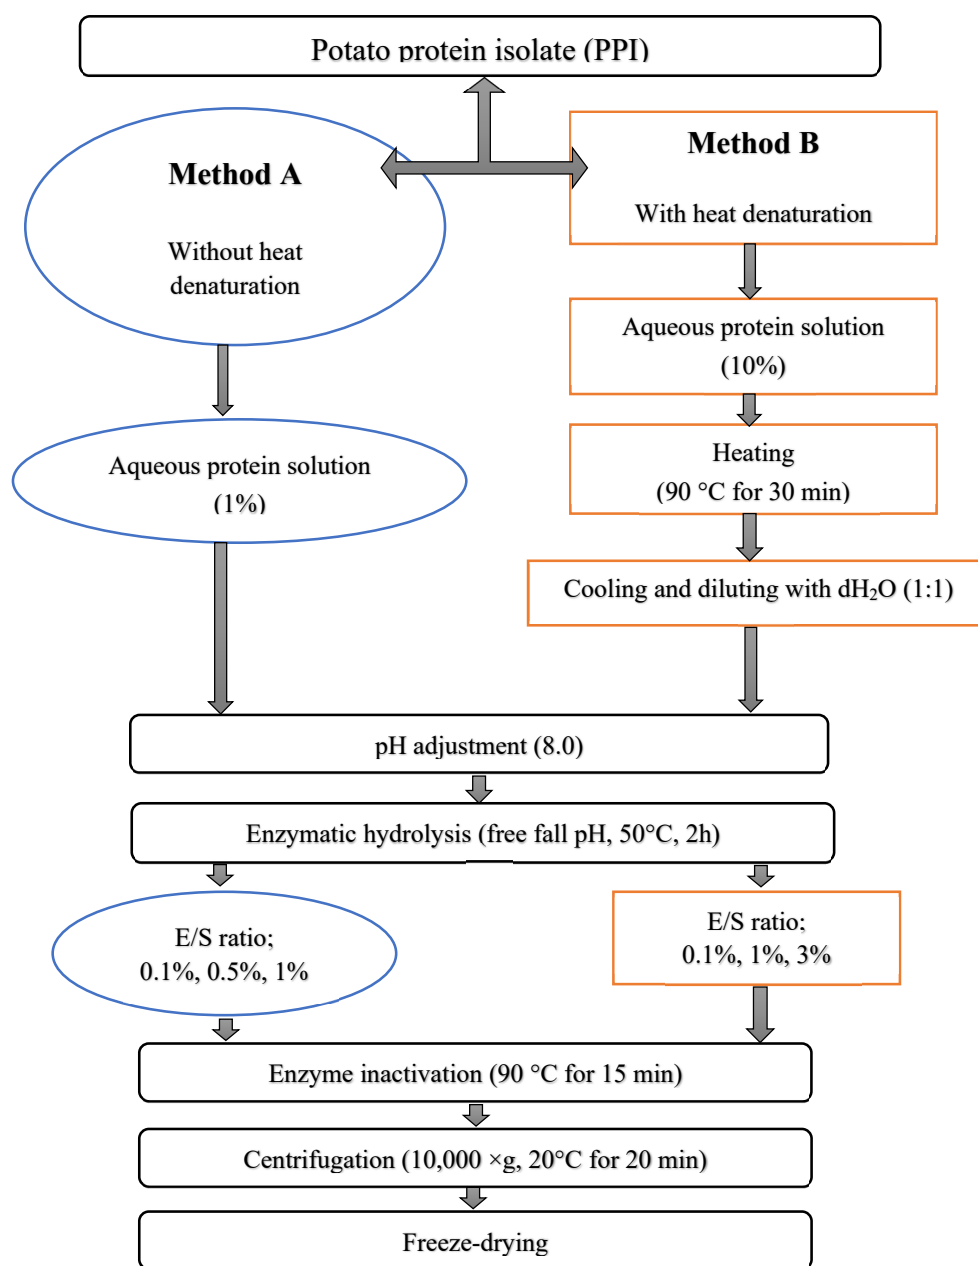 Potato protein isolate (PPI)
Method A
Without heat
denaturation
Method B
With heat denaturation
Aqueous protein solution
(10%)
Heating
(90 °C for 30 min)
Aqueous protein solution
(1%)
Cooling and diluting with dH₂O (1:1)
pH adjustment (8.0)
Enzymatic hydrolysis (free fall pH, 50°C, 2h)
E/S ratio;
0.1%, 0.5%, 1%
E/S ratio;
0.1%, 1%, 3%
Enzyme inactivation (90 °C for 15 min)
Centrifugation (10,000 ×g, 20°C for 20 min)
Freeze-drying